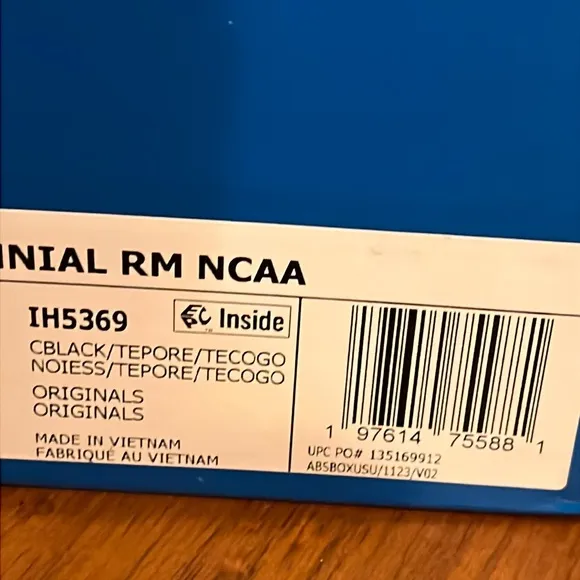 NNIAL RM NCAA
IH5369
Inside
CBLACK/TEPORE/TECOGO
NOIESS/TEPORE/TECOGO
ORIGINALS
ORIGINALS
MADE IN VIETNAM
FABRIQUÉ AU VIETNAM
1 97614 75588 1
UPC PO# 135169912
ABSBOXUSU/1123/V02